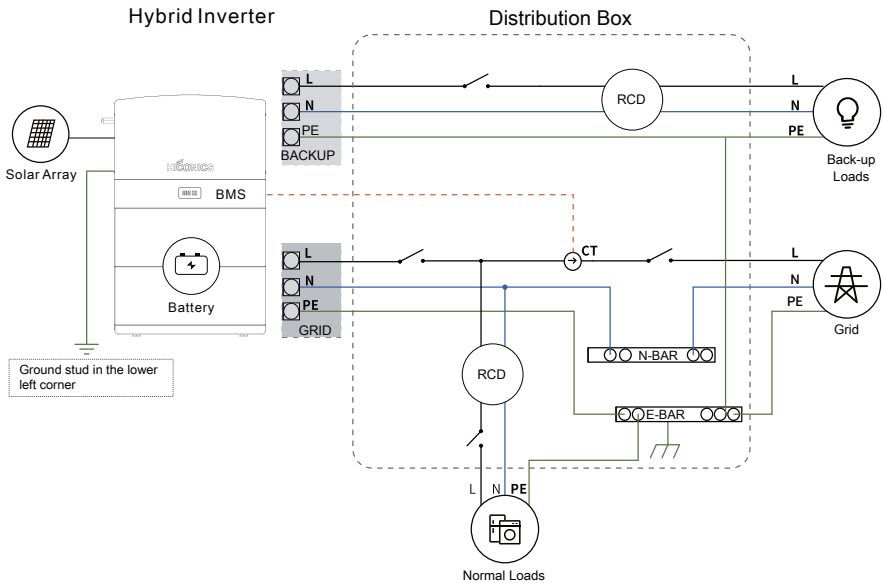 Hybrid Inverter
Distribution Box
L
N
PE
BACKUP
RCD
L
N
PE
Back-up
Loads
Solar Array
HICONICS
BMS
Battery
L
N
PE
GRID
CT
L
N
PE
Grid
N-BAR
E-BAR
RCD
Ground stud in the lower
left corner
L N PE
Normal Loads